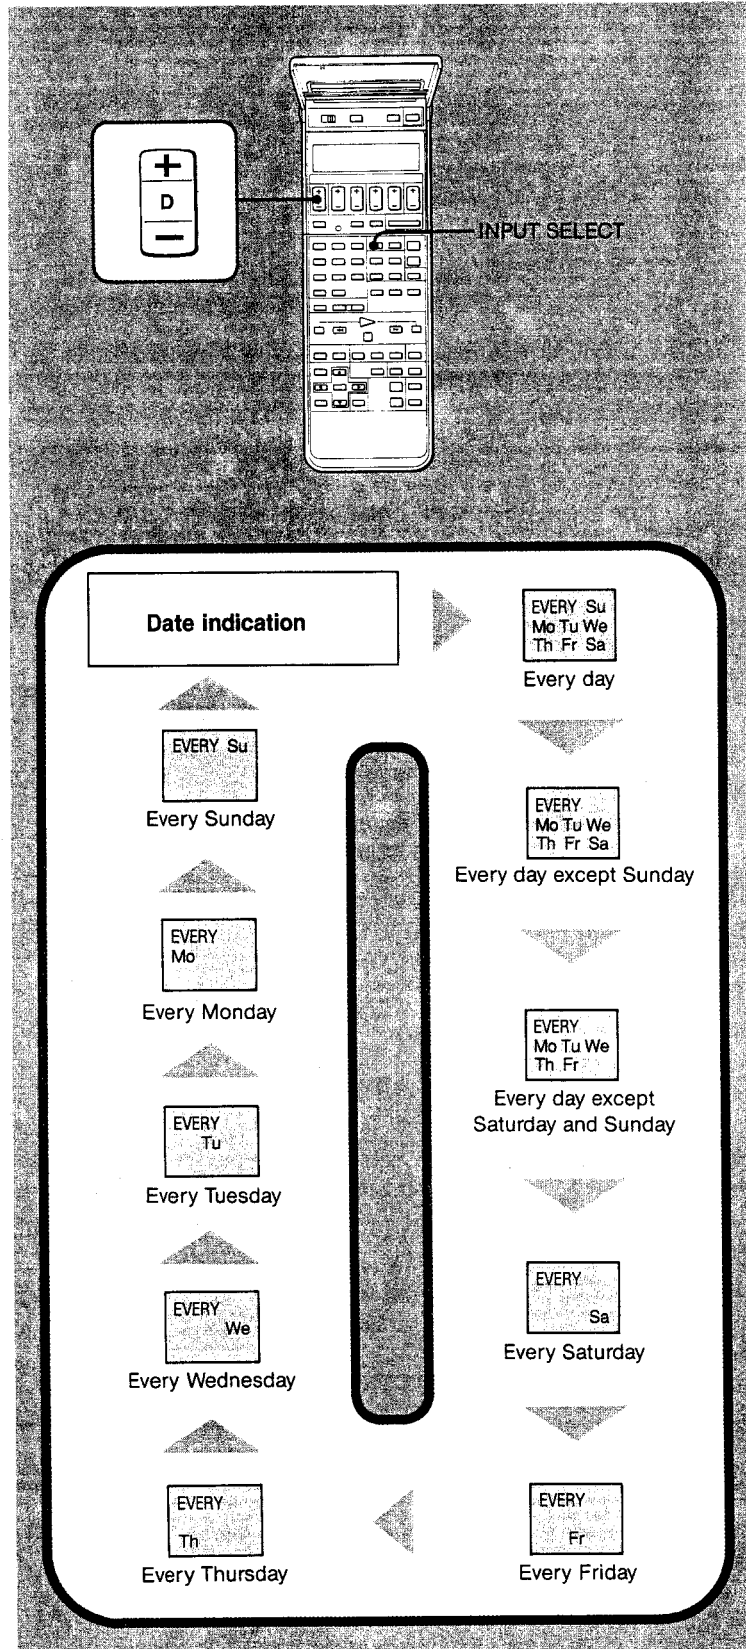 +
D
−
INPUT SELECT
Date indication
EVERY Su
Mo Tu We
Th Fr Sa
Every day
EVERY
Mo Tu We
Th Fr Sa
Every day except Sunday
EVERY
Mo Tu We
Th Fr
Every day except
Saturday and Sunday
EVERY
Sa
Every Saturday
EVERY
Fr
Every Friday
EVERY
Th
Every Thursday
EVERY
We
Every Wednesday
EVERY
Tu
Every Tuesday
EVERY
Mo
Every Monday
EVERY Su
Every Sunday